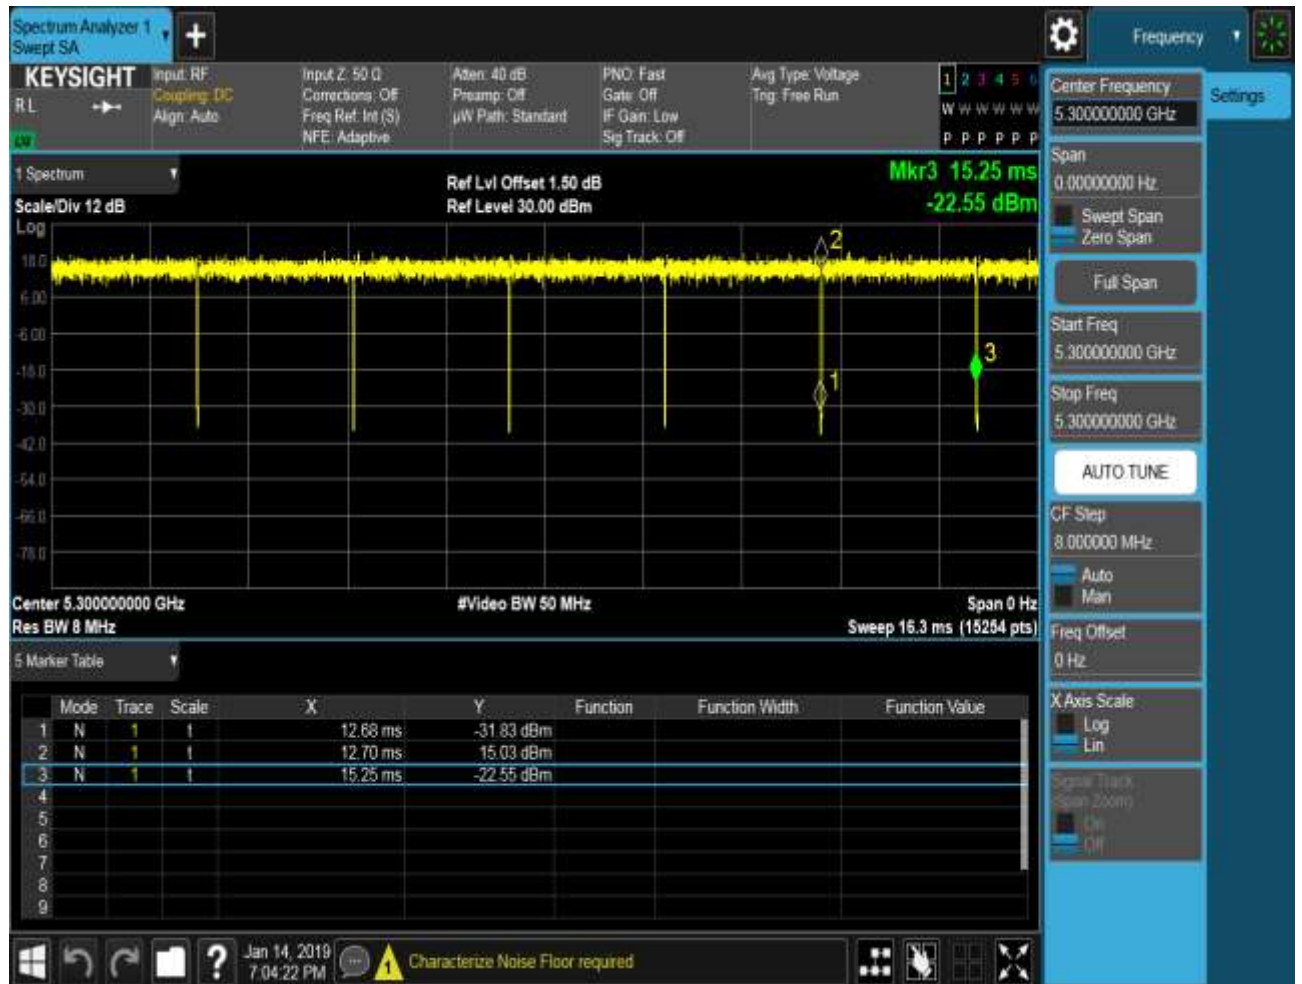 Spectrum Analyzer 1
Swept SA
+
Frequency
KEYSIGHT
RL
Input: RF
Coupling: DC
Align: Auto
Input Z: 50 Ω
Corrections: Off
Freq Ref: Int (S)
NFE: Adaptive
Atten: 40 dB
Preamp: Off
µW Path: Standard
PNO: Fast
Gate: Off
IF Gain: Low
Sig Track: Off
Avg Type: Voltage
Trig: Free Run
1 2 3 4 5 6
W W W W W W
P P P P P P
1 Spectrum
Scale/Div 12 dB
Log
Ref Lvl Offset 1.50 dB
Ref Level 30.00 dBm
Mkr3 15.25 ms
-22.55 dBm
18.0
6.00
-6.00
-18.0
-30.0
-42.0
-54.0
-66.0
-78.0
2
1
3
Center 5.300000000 GHz
#Video BW 50 MHz
Span 0 Hz
Res BW 8 MHz
Sweep 16.3 ms (15254 pts)
5 Marker Table
Mode Trace Scale X Y Function Function Width Function Value
1 N 1 t 12.68 ms -31.83 dBm
2 N 1 t 12.70 ms 15.03 dBm
3 N 1 t 15.25 ms -22.55 dBm
4
5
6
7
8
9
Center Frequency
5.300000000 GHz
Settings
Span
0.00000000 Hz
Swept Span
Zero Span
Full Span
Start Freq
5.300000000 GHz
Stop Freq
5.300000000 GHz
AUTO TUNE
CF Step
8.000000 MHz
Auto
Man
Freq Offset
0 Hz
X Axis Scale
Log
Lin
Signal Track
(Span Zoom)
On
Off
?
Jan 14, 2019
7:04:22 PM
1
Characterize Noise Floor required